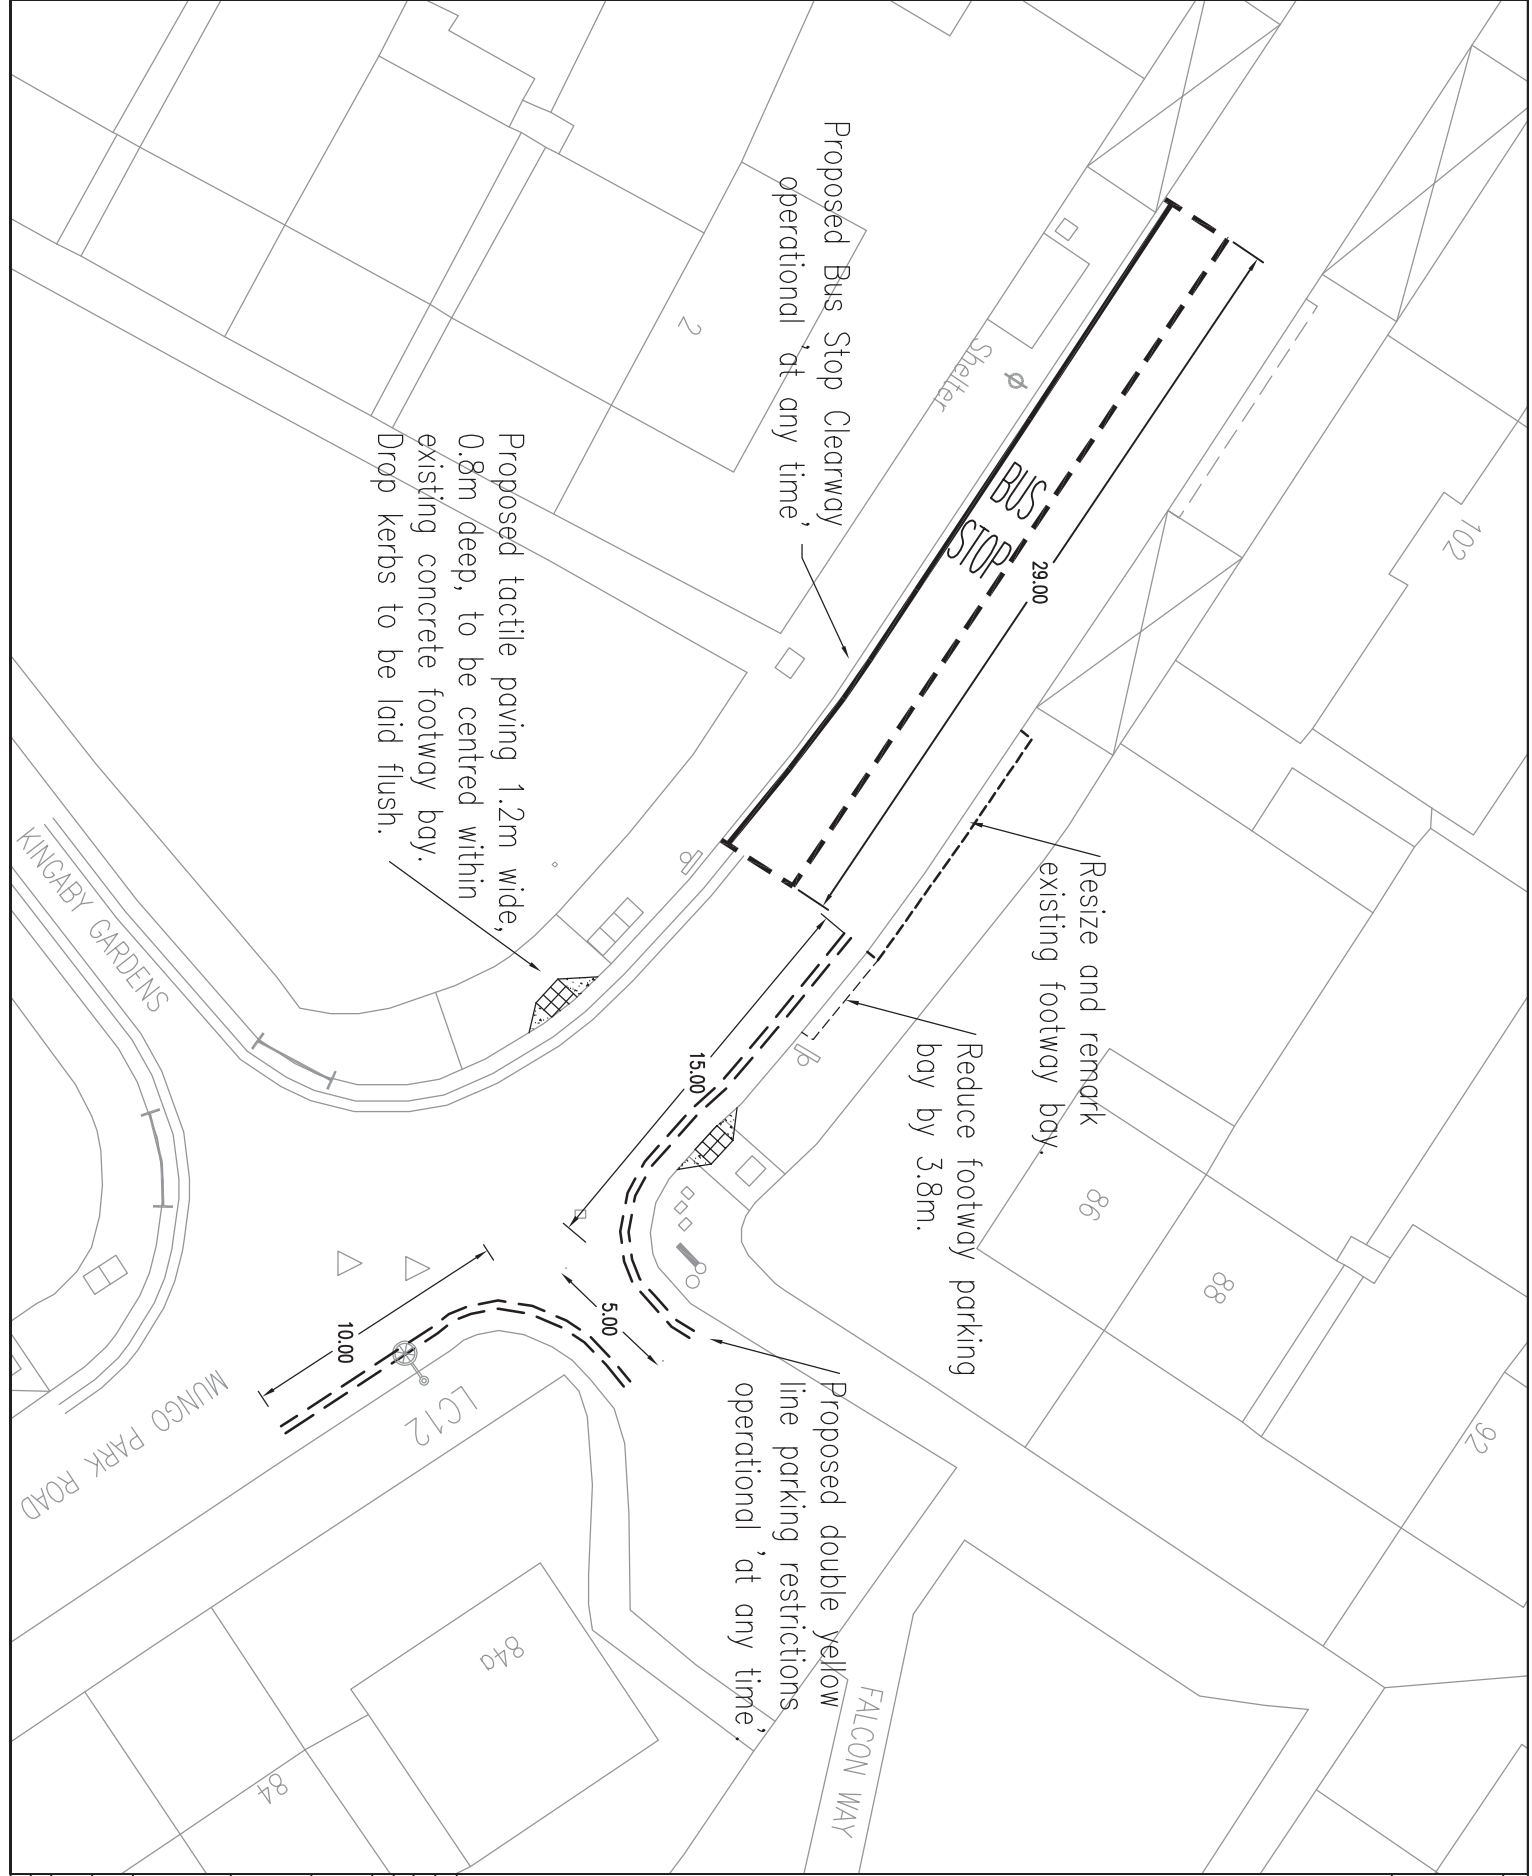 Proposed Bus Stop Clearway
operational 'at any time'
Shelter
2
BUS
STOP
29.00
102
Proposed tactile paving 1.2m wide,
0.8m deep, to be centred within
existing concrete footway bay.
Drop kerbs to be laid flush.
Resize and remark
existing footway bay.
Reduce footway parking
bay by 3.8m.
15.00
5.00
10.00
86
88
92
Proposed double yellow
line parking restrictions
operational 'at any time'.
KINGABY GARDENS
MUNGO PARK ROAD
LC12
84a
84
FALCON WAY